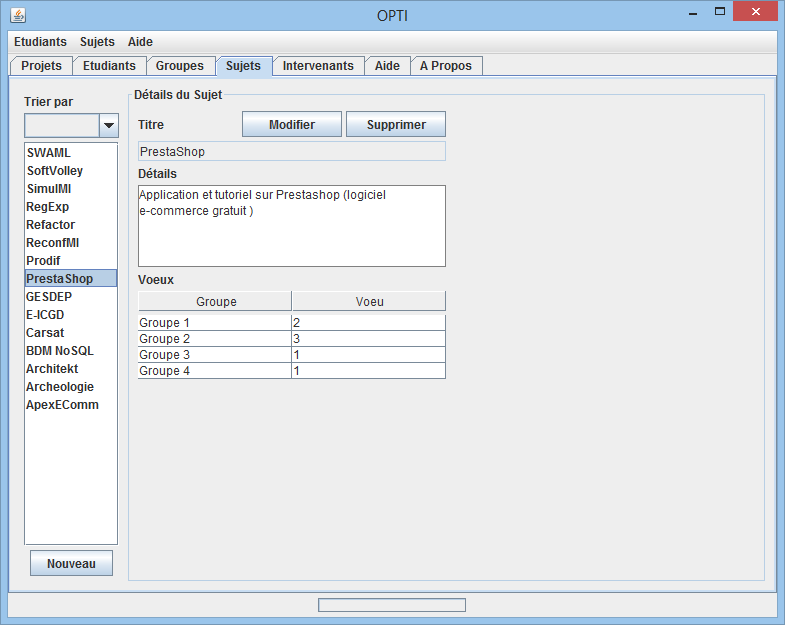 OPTI
Etudiants Sujets Aide
Projets Etudiants Groupes Sujets Intervenants Aide A Propos
Trier par
SWAML
SoftVolley
SimulMI
RegExp
Refactor
ReconfMI
Prodif
PrestaShop
GESDEP
E-ICGD
Carsat
BDM NoSQL
Architekt
Archeologie
ApexEComm
Nouveau
Détails du Sujet
Titre Modifier Supprimer
PrestaShop
Détails
Application et tutoriel sur Prestashop (logiciel
e-commerce gratuit )
Voeux
Groupe Voeu
Groupe 1 2
Groupe 2 3
Groupe 3 1
Groupe 4 1